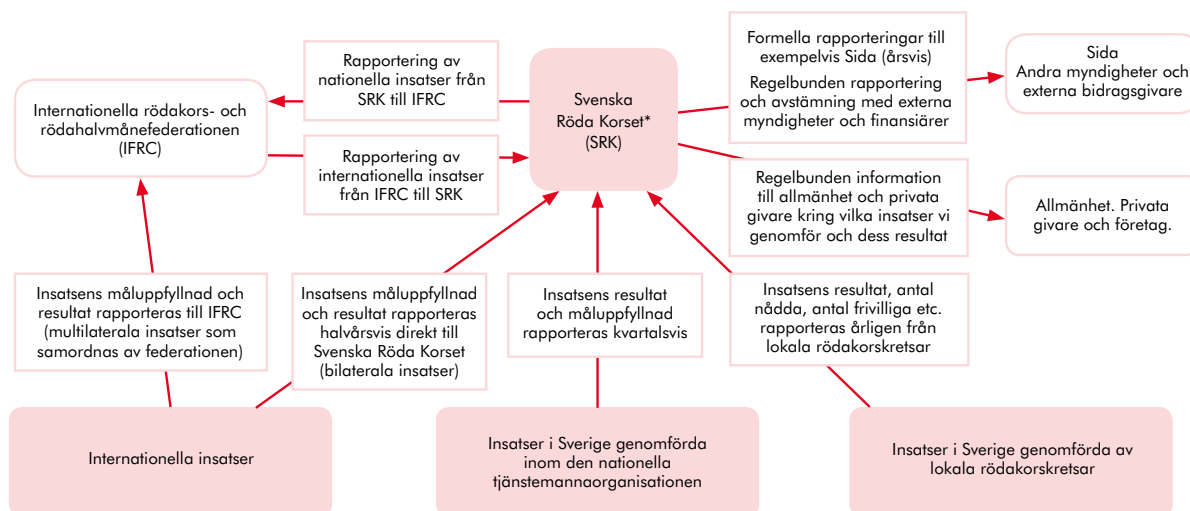 Rapportering av
nationella insatser från
SRK till IFRC
Svenska
Röda Korset*
(SRK)
Formella rapporteringar till
exempelvis Sida (årsvis)
Regelbunden rapportering
och avstämning med externa
myndigheter och finansiärer
Sida
Andra myndigheter och
externa bidragsgivare
Internationella rödakors- och
rödahalvmånefederationen
(IFRC)
Rapportering av
internationella insatser
från IFRC till SRK
Regelbunden information
till allmänhet och privata
givare kring vilka insatser vi
genomför och dess resultat
Allmänhet. Privata
givare och företag.
Insatsens måluppfyllnad och
resultat rapporteras till IFRC
(multilaterala insatser som
samordnas av federationen)
Insatsens måluppfyllnad
och resultat rapporteras
halvårsvis direkt till
Svenska Röda Korset
(bilaterala insatser)
Insatsens resultat
och måluppfyllnad
rapporteras kvartalsvis
Insatsens resultat, antal
nådda, antal frivilliga etc.
rapporteras årligen från
lokala rödakorskretsar
Internationella insatser
Insatser i Sverige genomförda
inom den nationella
tjänstemannaorganisationen
Insatser i Sverige genomförda av
lokala rödakorskretsar